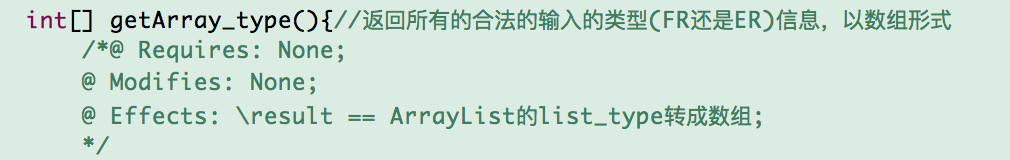 int[] getArray_type(){//返回所有的合法的输入的类型(FR还是ER)信息，以数组形式
/*@ Requires: None;
@ Modifies: None;
@ Effects: \result == ArrayList的list_type转成数组;
*/